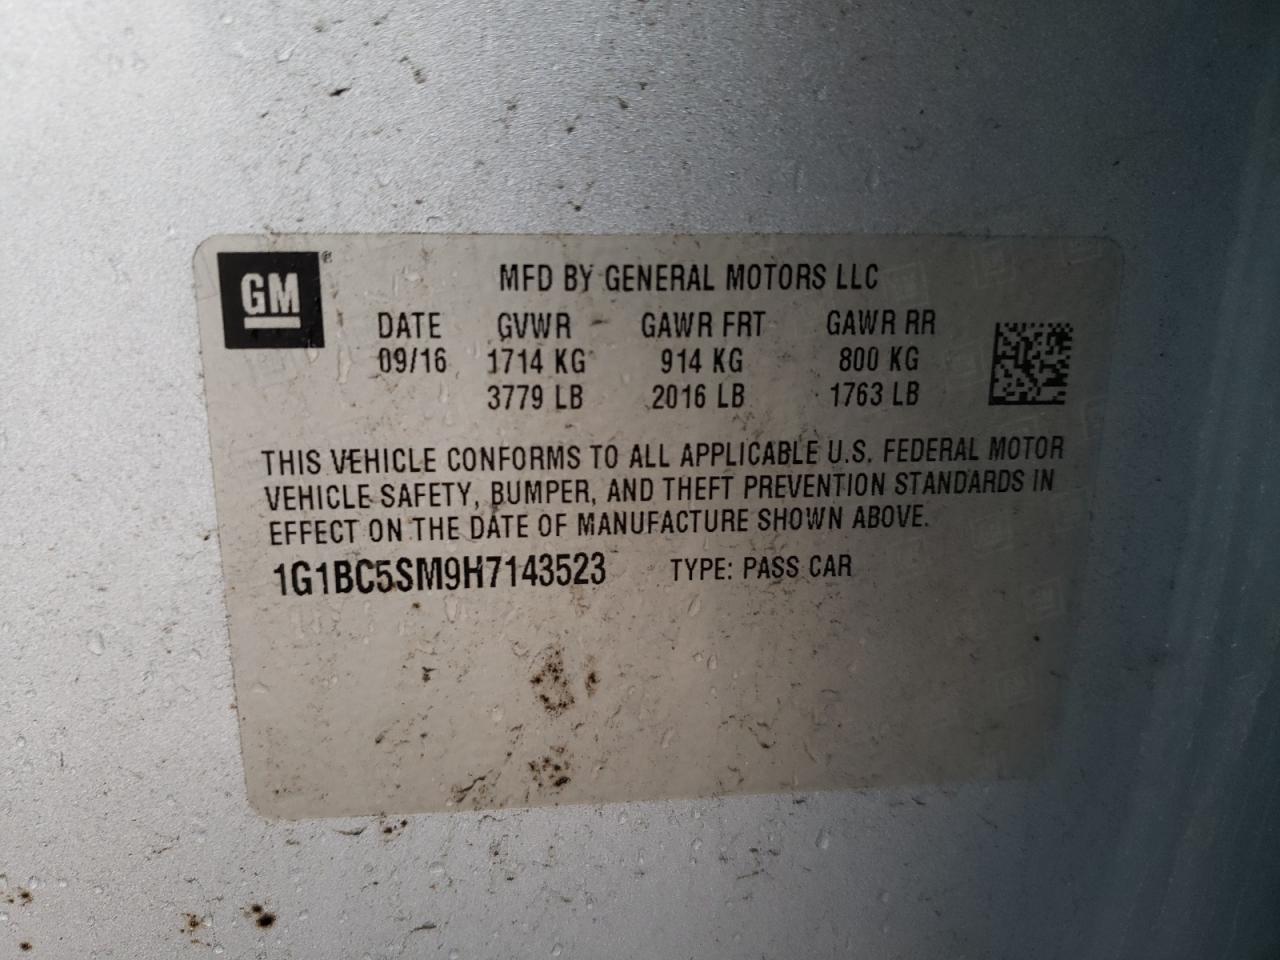 GM®
MFD BY GENERAL MOTORS LLC
DATE GVWR GAWR FRT GAWR RR
09/16 1714 KG 914 KG 800 KG
3779 LB 2016 LB 1763 LB
THIS VEHICLE CONFORMS TO ALL APPLICABLE U.S. FEDERAL MOTOR
VEHICLE SAFETY, BUMPER, AND THEFT PREVENTION STANDARDS IN
EFFECT ON THE DATE OF MANUFACTURE SHOWN ABOVE.
1G1BC5SM9H7143523 TYPE: PASS CAR